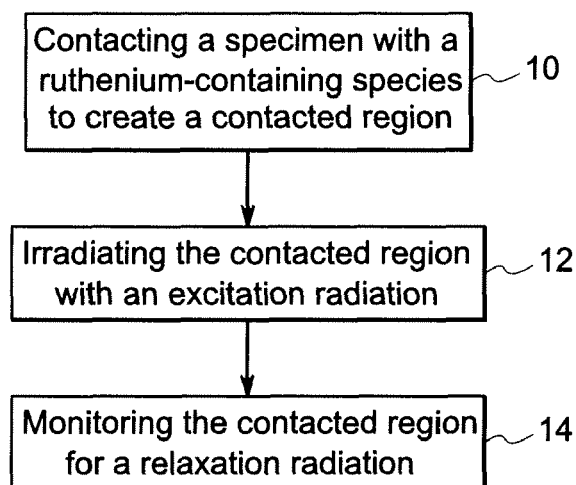 Contacting a specimen with a
ruthenium-containing species
to create a contacted region
10
Irradiating the contacted region
with an excitation radiation
12
Monitoring the contacted region
for a relaxation radiation
14